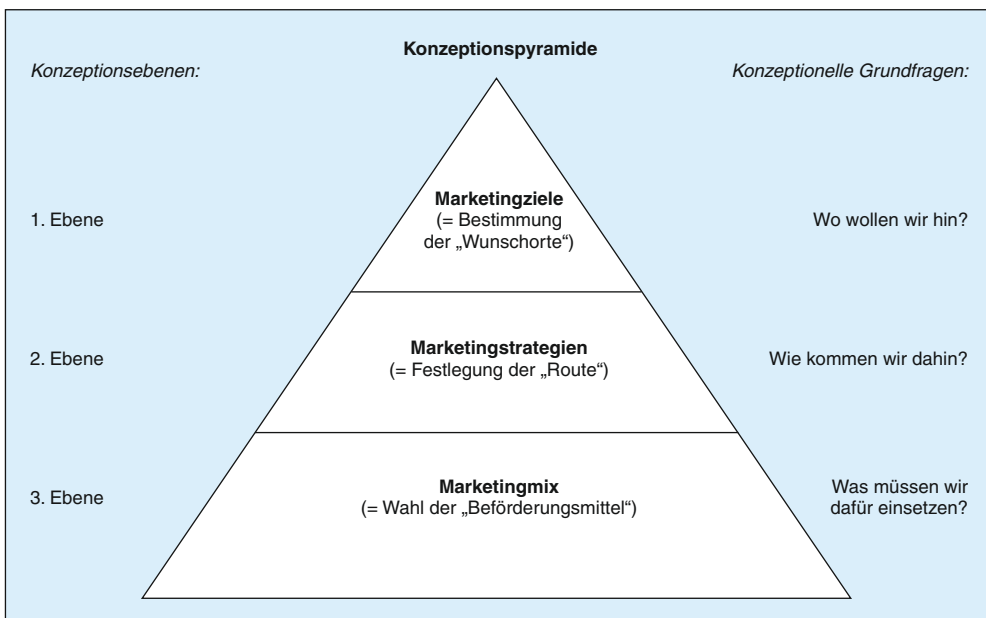 Konzeptionspyramide
Konzeptionsebenen:
Konzeptionelle Grundfragen:
1. Ebene
Marketingziele
(= Bestimmung
der „Wunschorte“)
Wo wollen wir hin?
2. Ebene
Marketingstrategien
(= Festlegung der „Route“)
Wie kommen wir dahin?
3. Ebene
Marketingmix
(= Wahl der „Beförderungsmittel“)
Was müssen wir
dafür einsetzen?